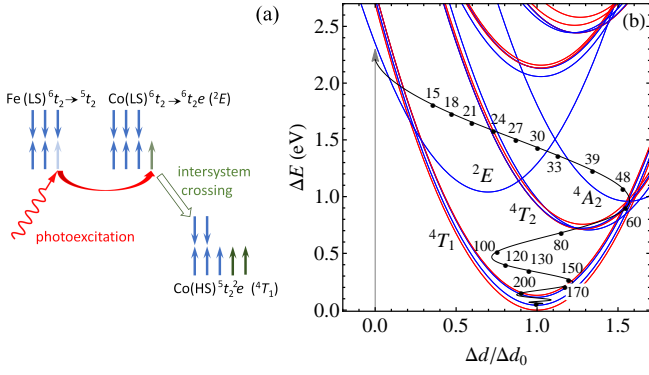 (a)
Fe (LS) ⁶t₂ → ⁵t₂ Co(LS) ⁶t₂ → ⁶t₂e (²E)
intersystem
crossing
photoexcitation
Co(HS) ⁵t₂²e (⁴T₁)
(b)
ΔE (eV)
2.5
2.0
1.5
1.0
0.5
0.0
15
18
21
24
27
30
33
39
48
60
80
100
120
130
150
170
200
²E
⁴A₂
⁴T₂
⁴T₁
0.0 0.5 1.0 1.5
Δd/Δd₀